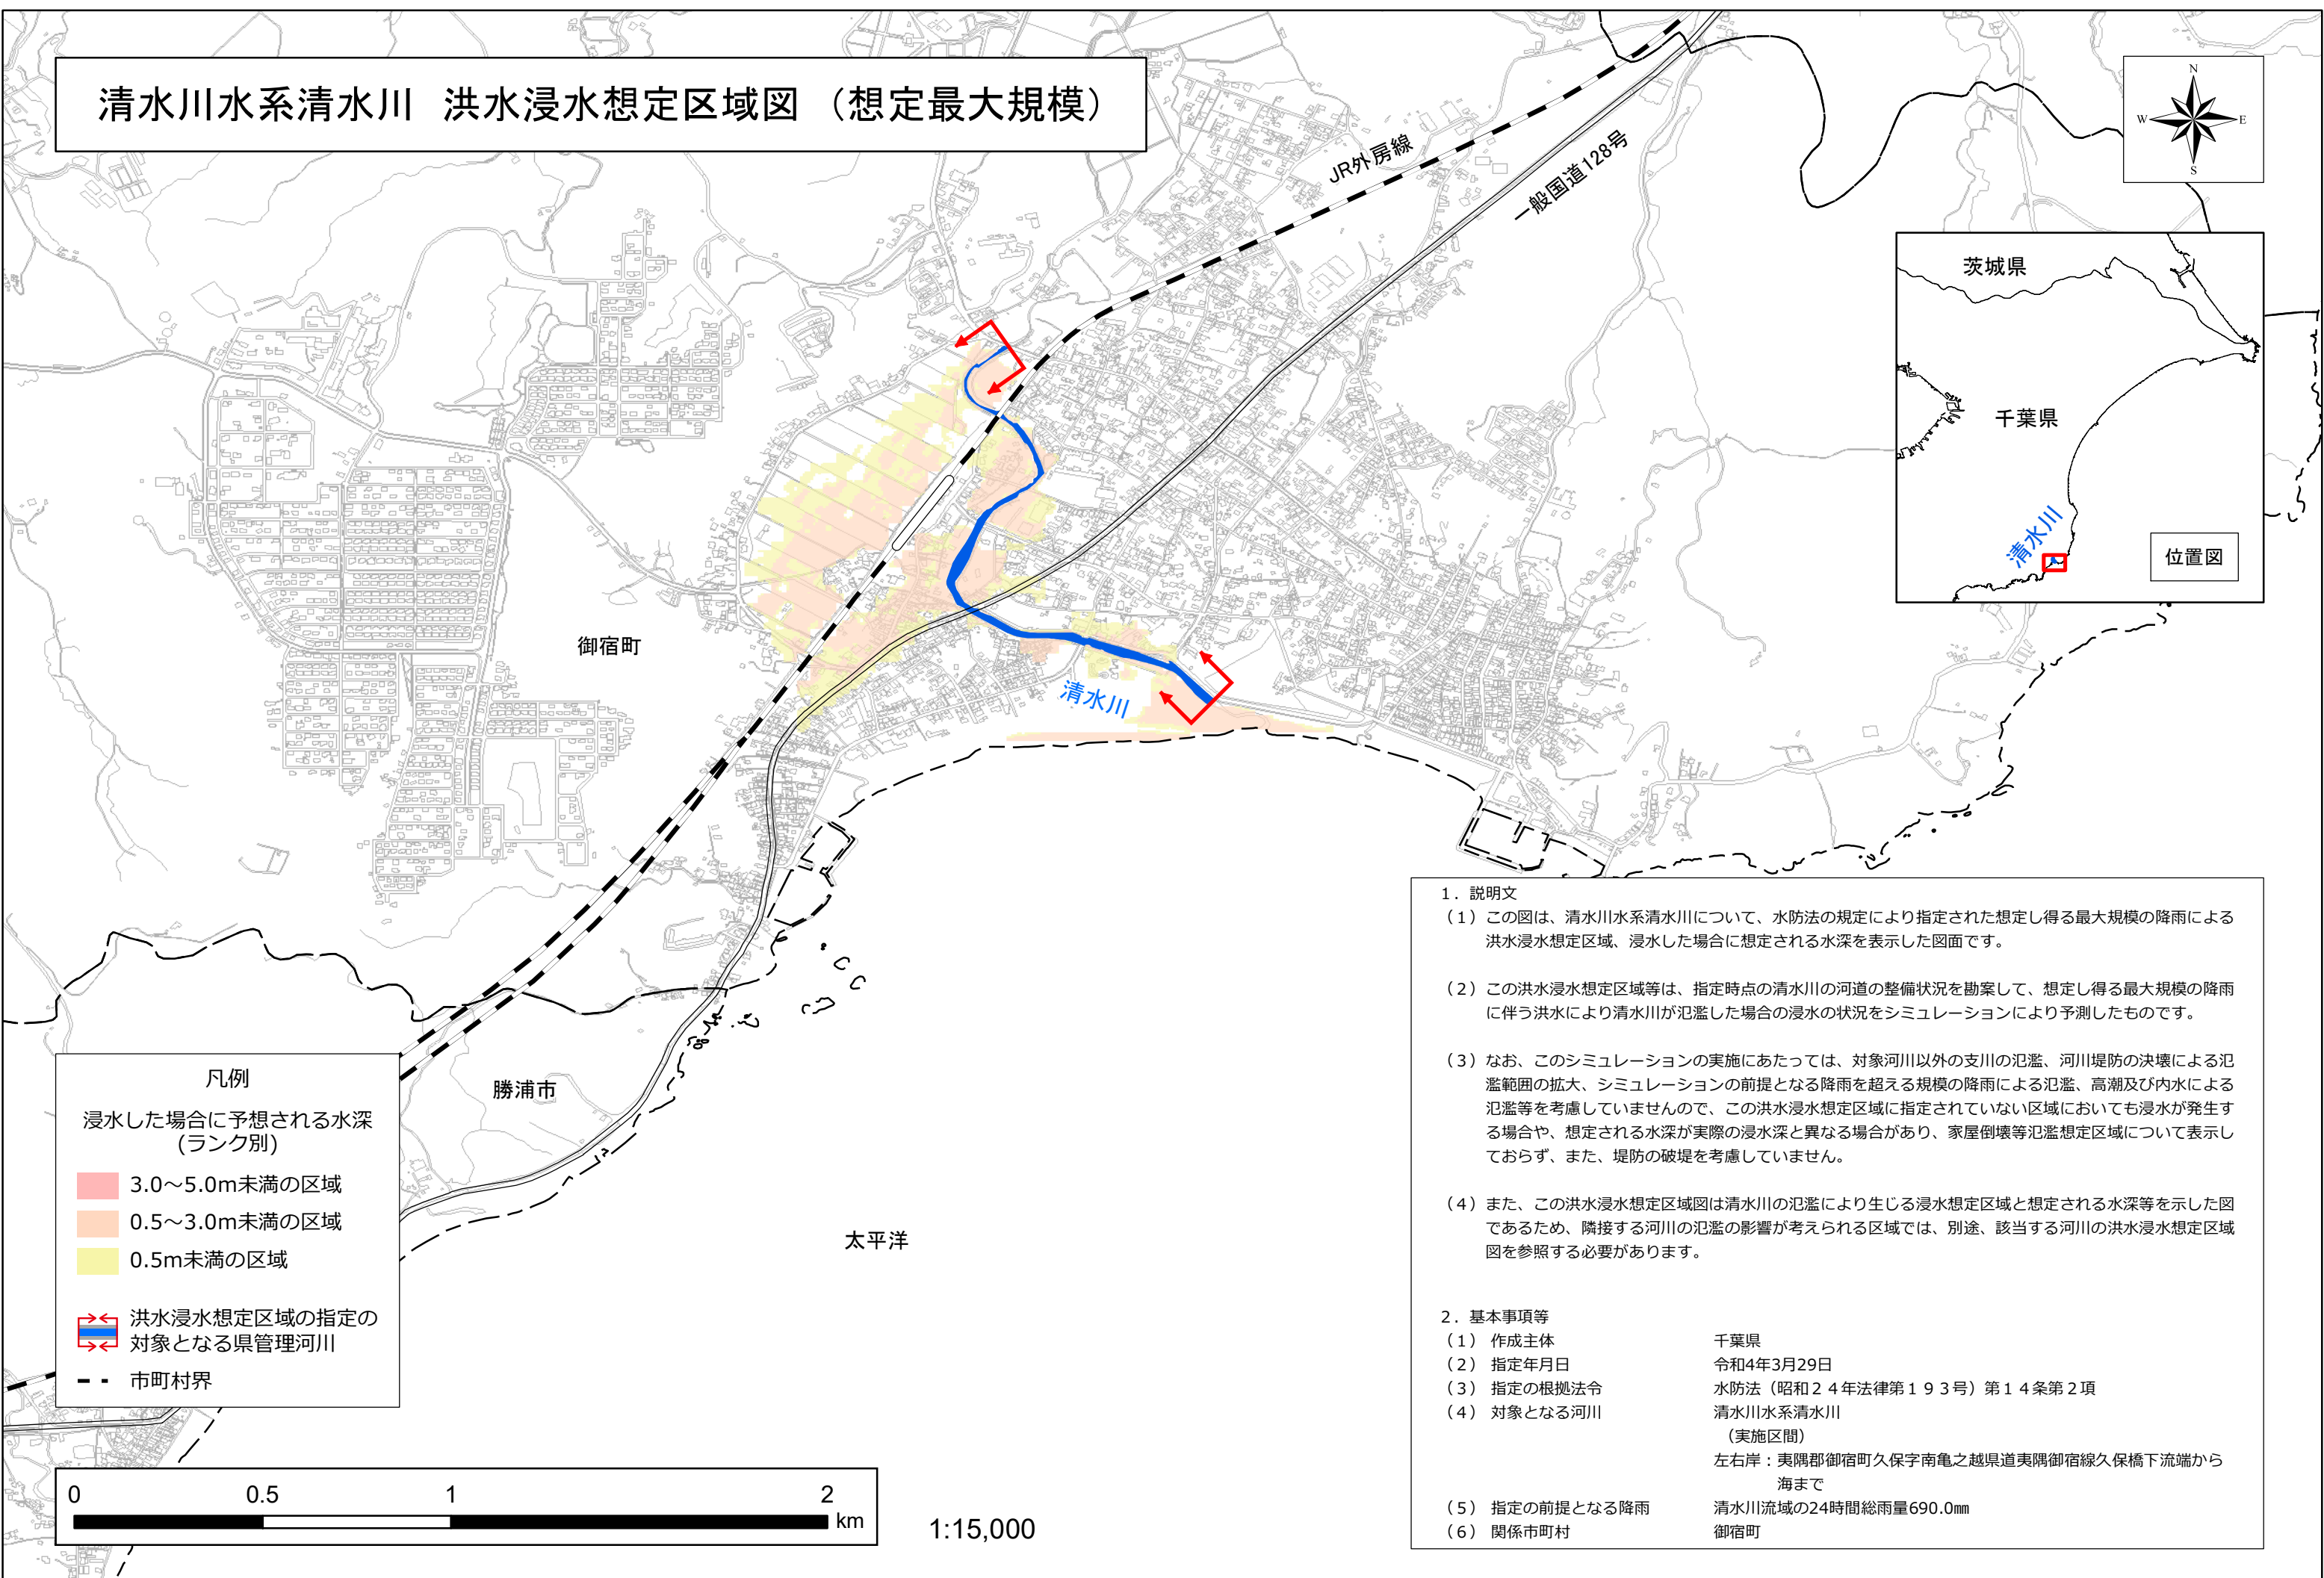 清水川水系清水川 洪水浸水想定区域図 (想定最大規模)
N
W
E
S
JR外房線
一般国道128号
茨城県
千葉県
清水川
位置図
御宿町
清水川
勝浦市
太平洋
凡例
浸水した場合に予想される水深
(ランク別)
3.0～5.0m未満の区域
0.5～3.0m未満の区域
0.5m未満の区域
洪水浸水想定区域の指定の
対象となる県管理河川
市町村界
0 0.5 1 2
km
1:15,000
1．説明文
（1）この図は、清水川水系清水川について、水防法の規定により指定された想定し得る最大規模の降雨による
洪水浸水想定区域、浸水した場合に想定される水深を表示した図面です。
（2）この洪水浸水想定区域等は、指定時点の清水川の河道の整備状況を勘案して、想定し得る最大規模の降雨
に伴う洪水により清水川が氾濫した場合の浸水の状況をシミュレーションにより予測したものです。
（3）なお、このシミュレーションの実施にあたっては、対象河川以外の支川の氾濫、河川堤防の決壊による氾
濫範囲の拡大、シミュレーションの前提となる降雨を超える規模の降雨による氾濫、高潮及び内水による
氾濫等を考慮していませんので、この洪水浸水想定区域に指定されていない区域においても浸水が発生す
る場合や、想定される水深が実際の浸水深と異なる場合があり、家屋倒壊等氾濫想定区域について表示し
ておらず、また、堤防の破堤を考慮していません。
（4）また、この洪水浸水想定区域図は清水川の氾濫により生じる浸水想定区域と想定される水深等を示した図
であるため、隣接する河川の氾濫の影響が考えられる区域では、別途、該当する河川の洪水浸水想定区域
図を参照する必要があります。
2．基本事項等
（1） 作成主体 千葉県
（2） 指定年月日 令和4年3月29日
（3） 指定の根拠法令 水防法（昭和２４年法律第１９３号）第１４条第２項
（4） 対象となる河川 清水川水系清水川
（実施区間）
左右岸：夷隅郡御宿町久保字南亀之越県道夷隅御宿線久保橋下流端から
海まで
（5） 指定の前提となる降雨 清水川流域の24時間総雨量690.0㎜
（6） 関係市町村 御宿町